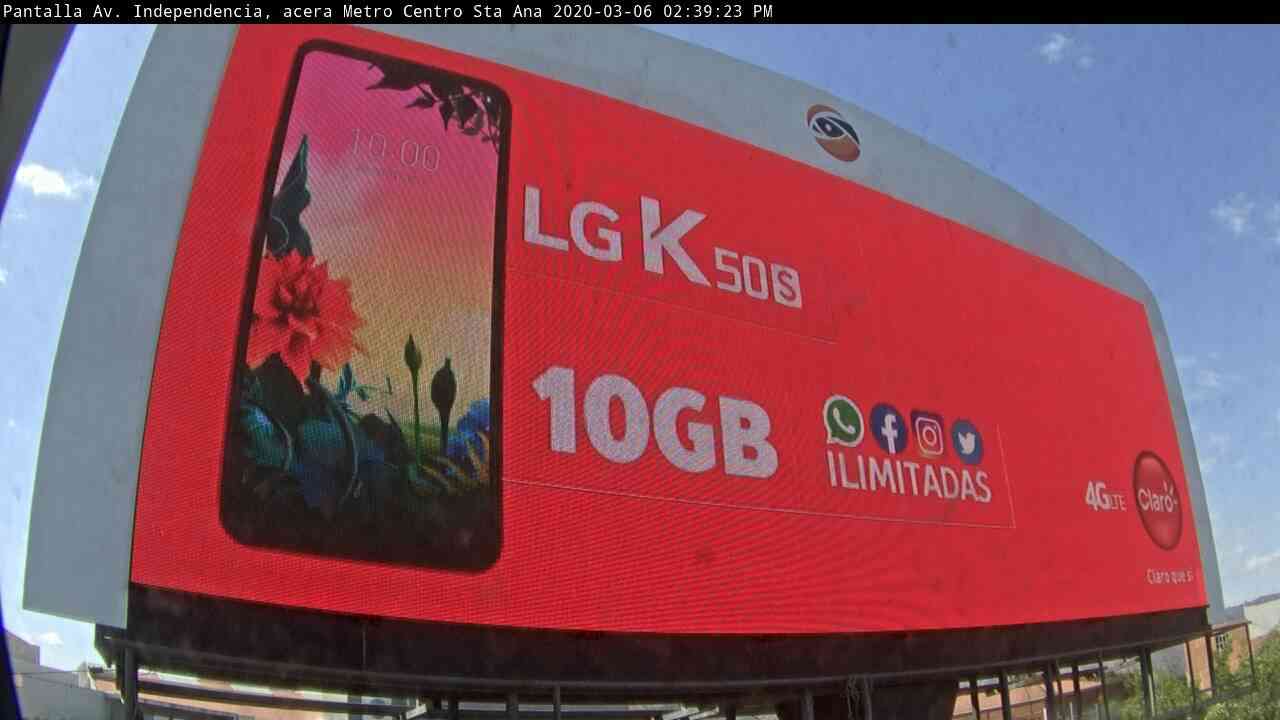 Pantalla Av. Independencia, acera Metro Centro Sta Ana 2020-03-06 02:39:23 PM
10:00
LG K50S
10GB
ILIMITADAS
4G LTE
Claro-
Claro que sí